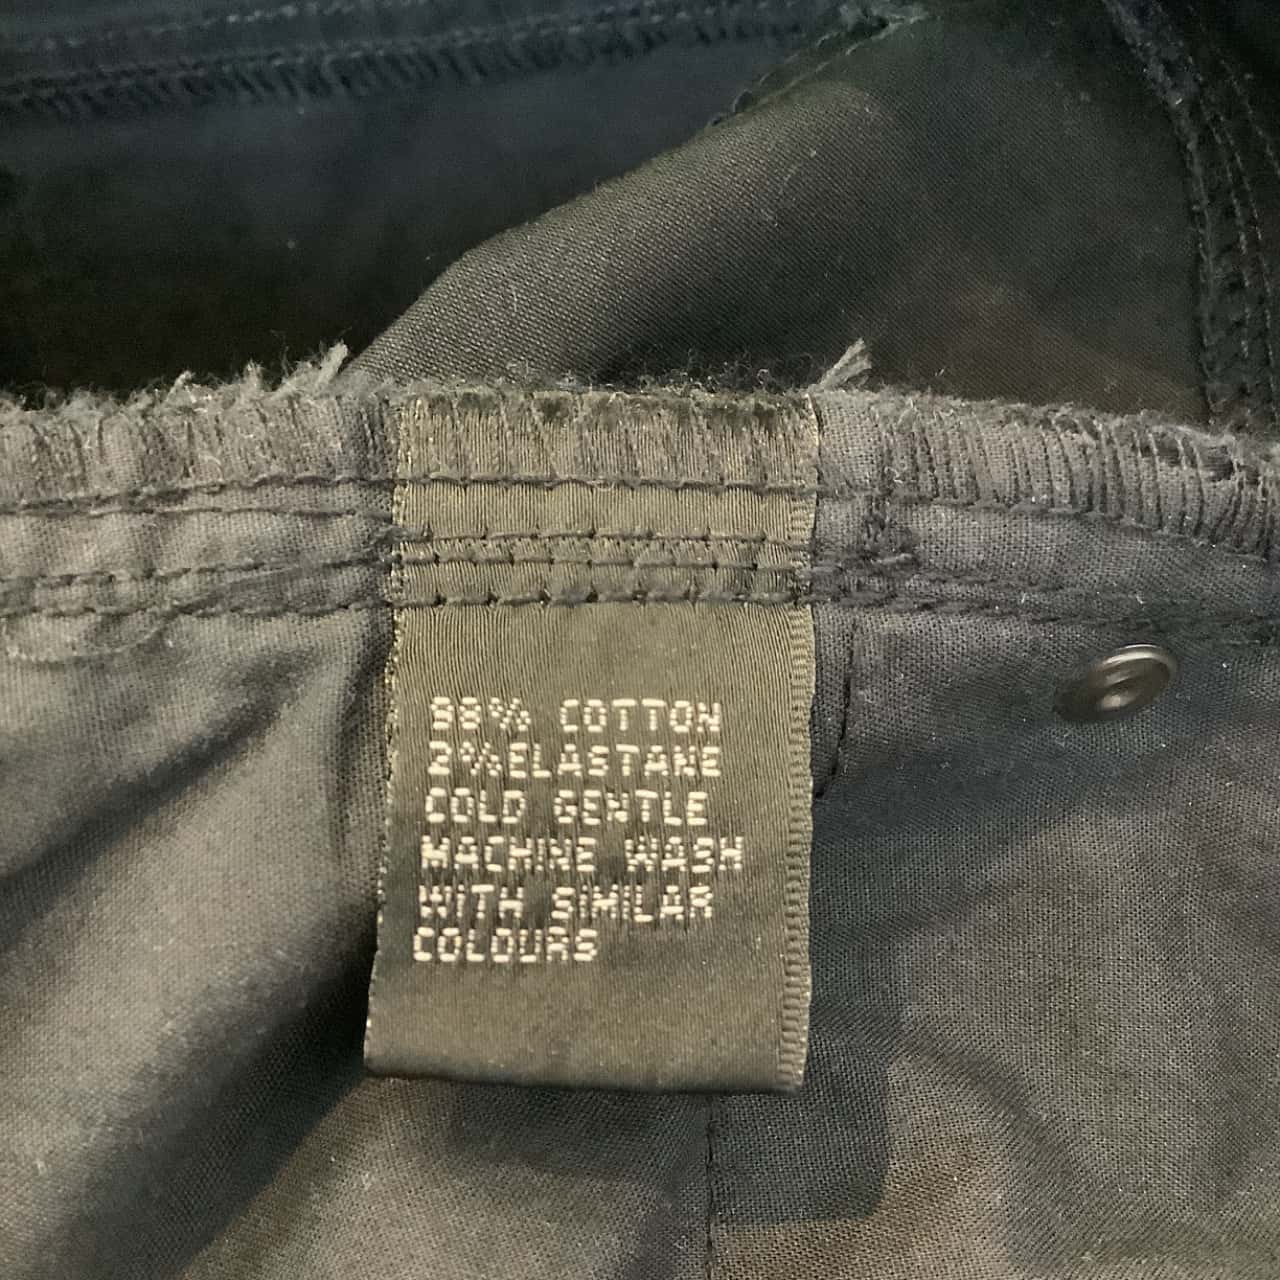 98% COTTON
2%ELASTANE
COLD GENTLE
MACHINE WASH
WITH SIMILAR
COLOURS